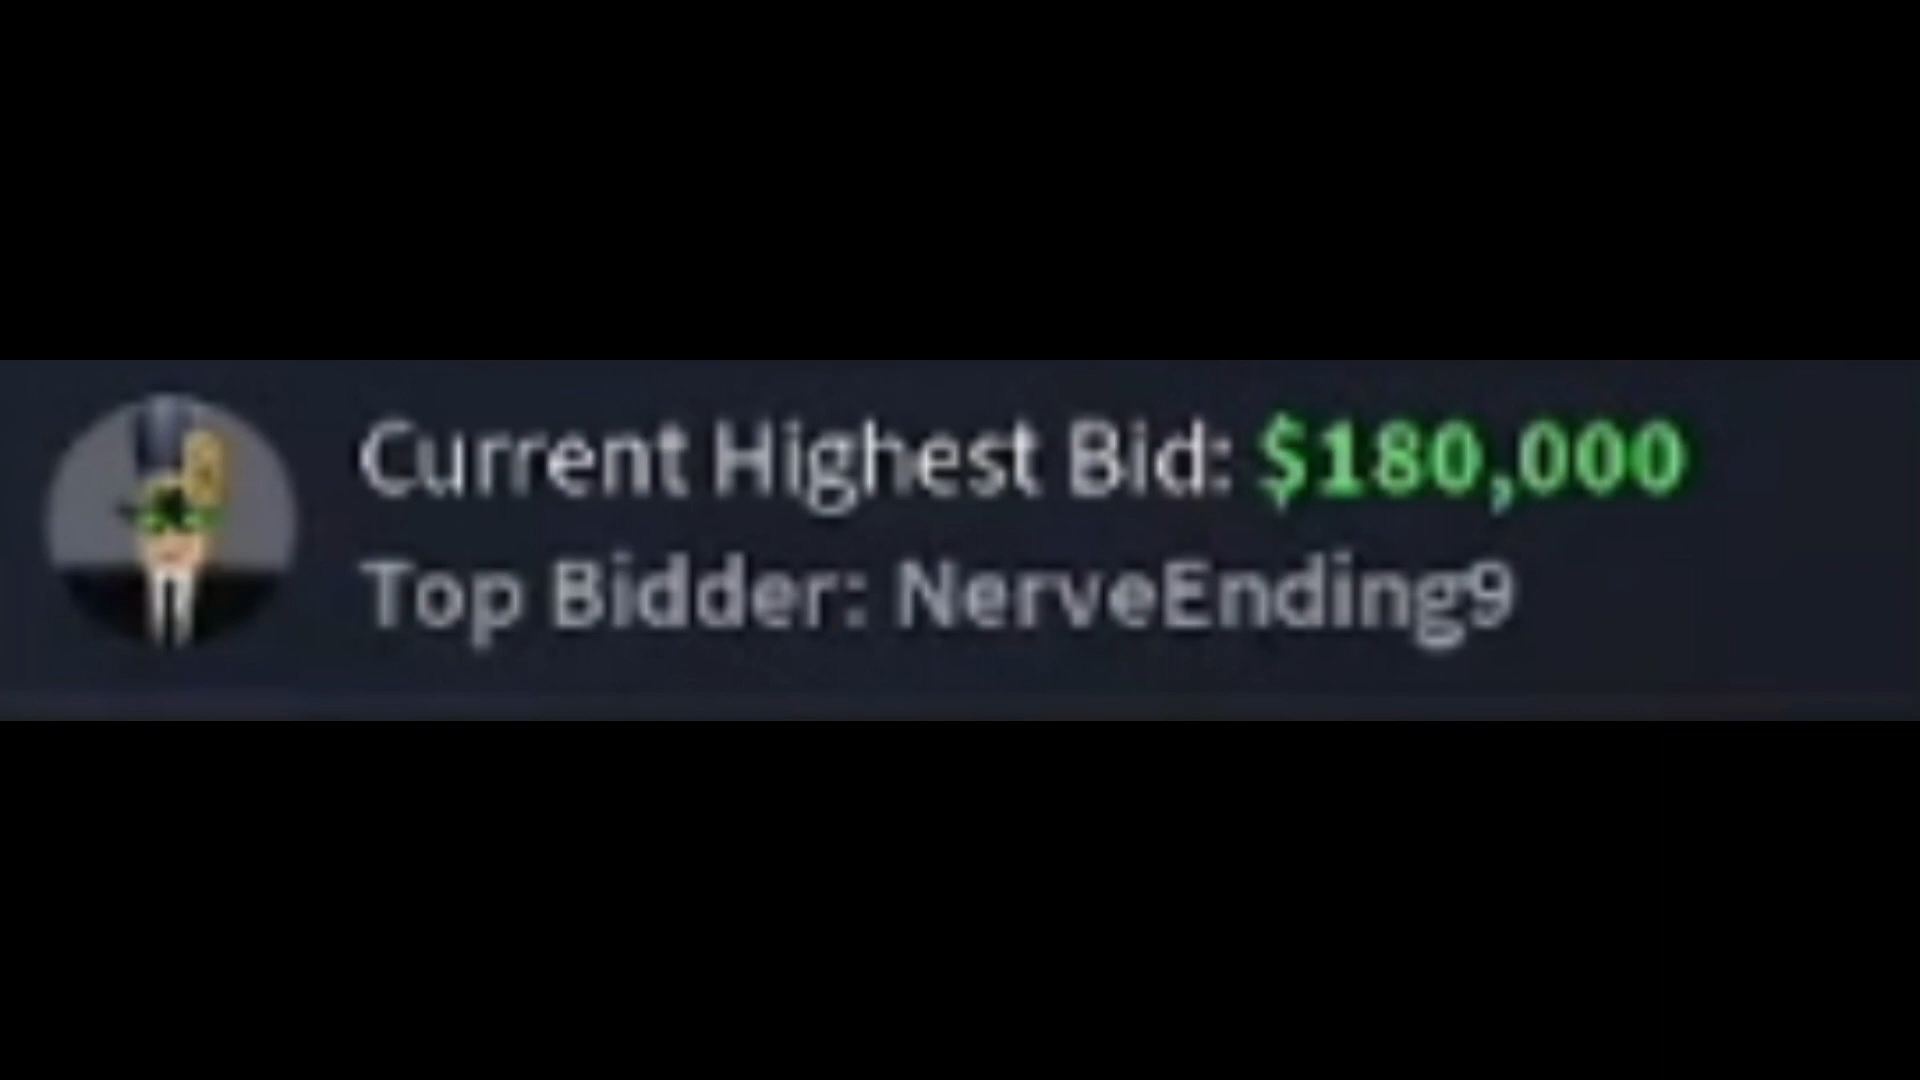 Current Highest Bid: $180,000
Top Bidder: NerveEnding9